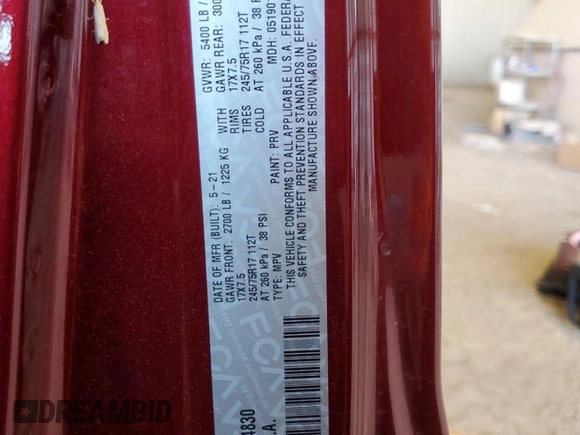 DATE OF MFR (BUILT): 5-21 GVWR: 5400 LB /
GAWR FRONT: 2700 LB / 1225 KG WITH GAWR REAR: 300
17X7.5 RIMS 17X7.5
245/75R17 112T TIRES 245/75R17 112T
AT 260 kPa / 38 PSI COLD AT 260 kPa / 38 P
TYPE: MPV PAINT: PRV MDH: 05190
THIS VEHICLE CONFORMS TO ALL APPLICABLE U.S.A. FEDERA
SAFETY AND THEFT PREVENTION STANDARDS IN EFFECT
MANUFACTURE SHOWN ABOVE.
4830
.A.
DREAMBID